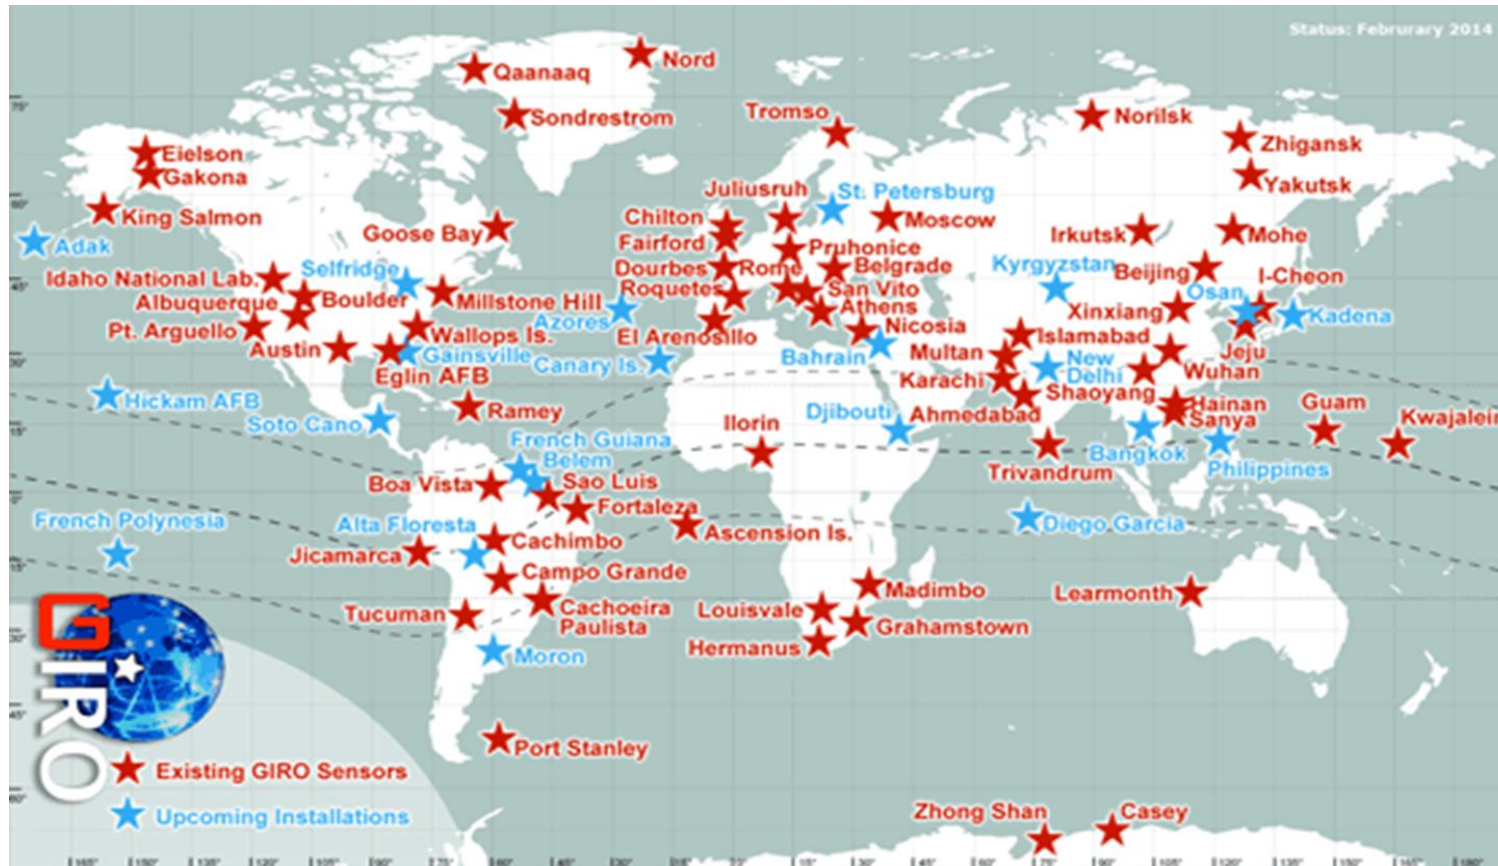 Status: Februrary 2014
Nord
Qaanaaq
Sondrestrom
Tromso
Norilsk
Zhigansk
Eielson
Gakona
Yakutsk
Juliusruh
St. Petersburg
King Salmon
Chilton
Moscow
Goose Bay
Irkutsk
Mohe
Adak
Fairford
Pruhonice
Idaho National Lab.
Selfridge
Dourbes
Rome
Belgrade
Kyrgyzstan
Beijing
I-Cheon
Albuquerque
Boulder
Millstone Hill
Roquetes
San Vito
Osan
Pt. Arguello
Azores
Athens
Xinxiang
Kadena
Wallops Is.
El Arenosillo
Nicosia
Islamabad
Austin
Gainsville
Canary Is.
Bahrain
Multan
New
Delhi
Jeju
Wuhan
Eglin AFB
Karachi
Shaoyang
Hickam AFB
Ramey
Djibouti
Ahmedabad
Hainan
Guam
Soto Cano
Ilorin
Sanya
Kwajalein
French Guiana
Belem
Bangkok
Philippines
Trivandrum
Boa Vista
Sao Luis
Fortaleza
French Polynesia
Alta Floresta
Ascension Is.
Diego Garcia
Jicamarca
Cachimbo
Campo Grande
Madimbo
Learmonth
Tucuman
Cachoeira
Paulista
Louisvale
Grahamstown
Hermanus
Moron
GIRO
Port Stanley
Existing GIRO Sensors
Upcoming Installations
Zhong Shan
Casey